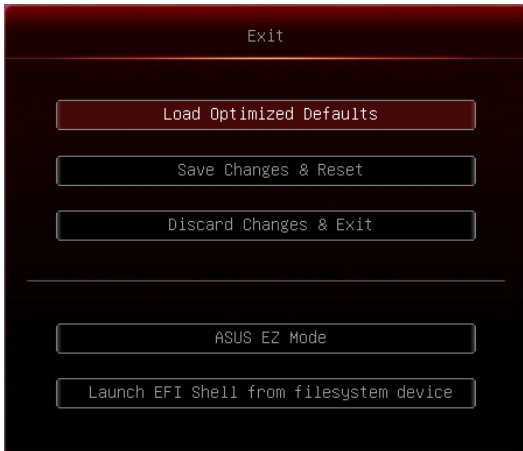 Exit
Load Optimized Defaults
Save Changes & Reset
Discard Changes & Exit
ASUS EZ Mode
Launch EFI Shell from filesystem device